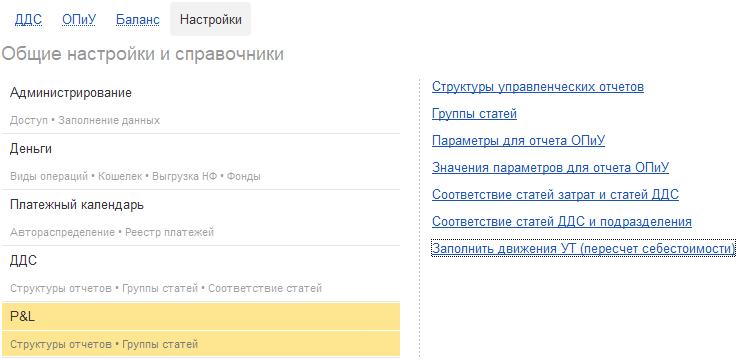 ДДС ОПиУ Баланс Настройки
Общие настройки и справочники
Администрирование
Доступ • Заполнение данных
Деньги
Виды операций • Кошелек • Выгрузка НФ • Фонды
Платежный календарь
Автораспределение • Реестр платежей
ДДС
Структуры отчетов • Группы статей • Соответствие статей
P&L
Структуры отчетов • Группы статей
Структуры управленческих отчетов
Группы статей
Параметры для отчета ОПиУ
Значения параметров для отчета ОПиУ
Соответствие статей затрат и статей ДДС
Соответствие статей ДДС и подразделения
Заполнить движения УТ (пересчет себестоимости)